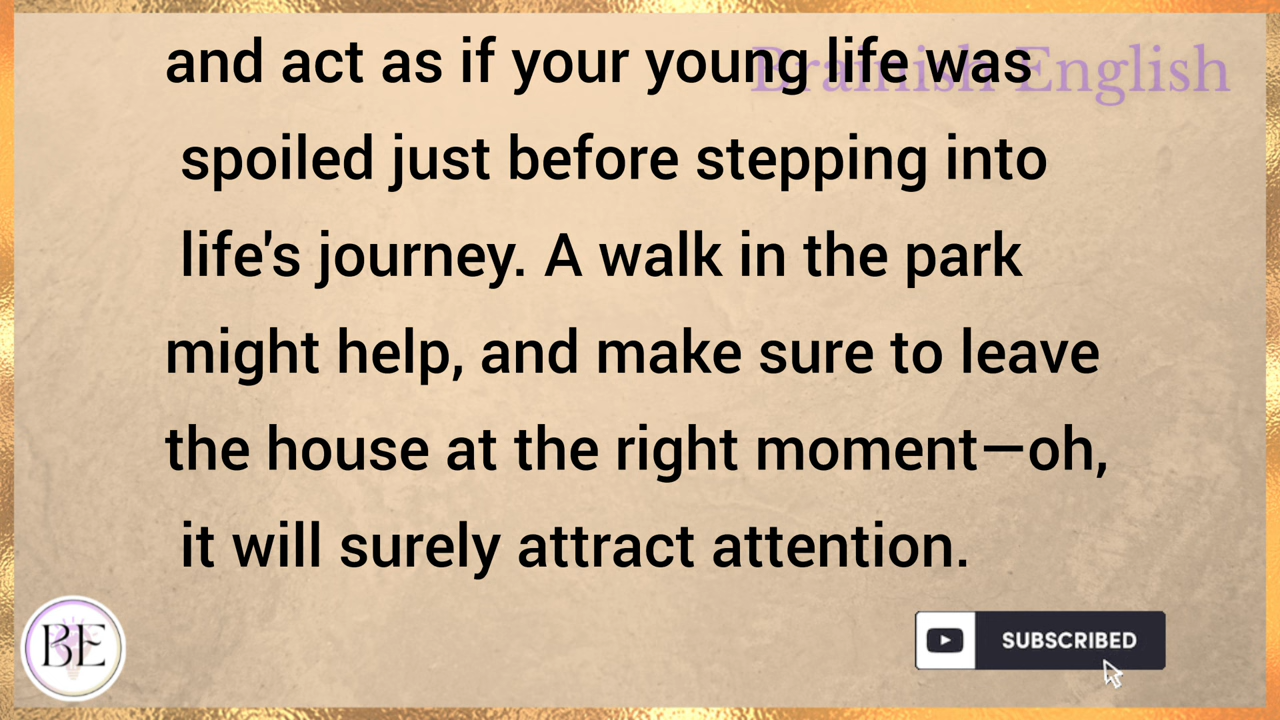 Brainish English
and act as if your young life was
spoiled just before stepping into
life's journey. A walk in the park
might help, and make sure to leave
the house at the right moment—oh,
it will surely attract attention.
BE
SUBSCRIBED